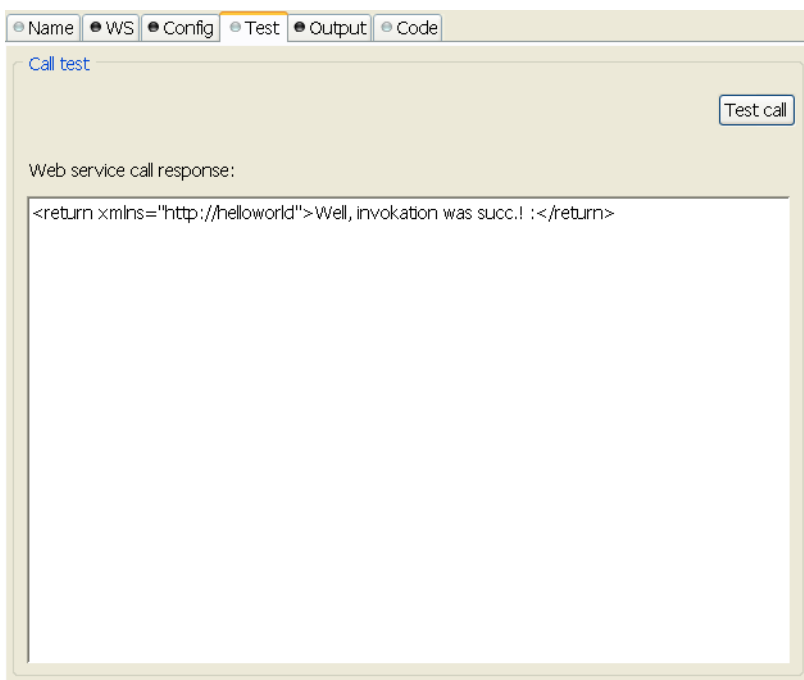 Name WS Config Test Output Code
Call test
Test call
Web service call response:
<return xmlns="http://helloworld">Well, invokation was succ.! :</return>